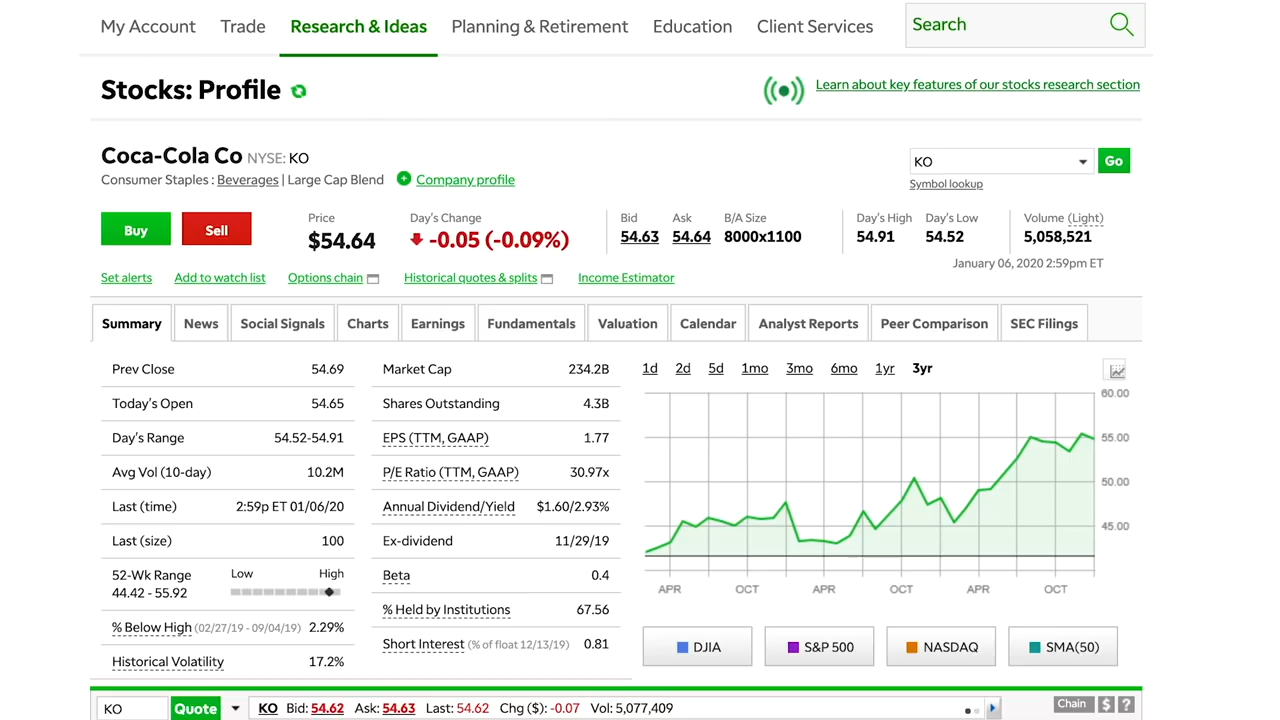 My Account Trade Research & Ideas Planning & Retirement Education Client Services Search
Stocks: Profile
Learn about key features of our stocks research section
Coca-Cola Co NYSE: KO
KO Go
Consumer Staples : Beverages | Large Cap Blend Company profile
Symbol lookup
Buy Sell
Price Day's Change Bid Ask B/A Size Day's High Day's Low Volume (Light)
$54.64 -0.05 (-0.09%) 54.63 54.64 8000x1100 54.91 54.52 5,058,521
January 06, 2020 2:59pm ET
Set alerts Add to watch list Options chain Historical quotes & splits Income Estimator
Summary News Social Signals Charts Earnings Fundamentals Valuation Calendar Analyst Reports Peer Comparison SEC Filings
Prev Close 54.69
Today's Open 54.65
Day's Range 54.52-54.91
Avg Vol (10-day) 10.2M
Last (time) 2:59p ET 01/06/20
Last (size) 100
52-Wk Range Low High
44.42 - 55.92
% Below High (02/27/19 - 09/04/19) 2.29%
Historical Volatility 17.2%
Market Cap 234.2B
Shares Outstanding 4.3B
EPS (TTM, GAAP) 1.77
P/E Ratio (TTM, GAAP) 30.97x
Annual Dividend/Yield $1.60/2.93%
Ex-dividend 11/29/19
Beta 0.4
% Held by Institutions 67.56
Short Interest (% of float 12/13/19) 0.81
1d 2d 5d 1mo 3mo 6mo 1yr 3yr
60.00
55.00
50.00
45.00
APR OCT APR OCT APR OCT
DJIA S&P 500 NASDAQ SMA(50)
KO Quote KO Bid: 54.62 Ask: 54.63 Last: 54.62 Chg ($): -0.07 Vol: 5,077,409 Chain $ ?